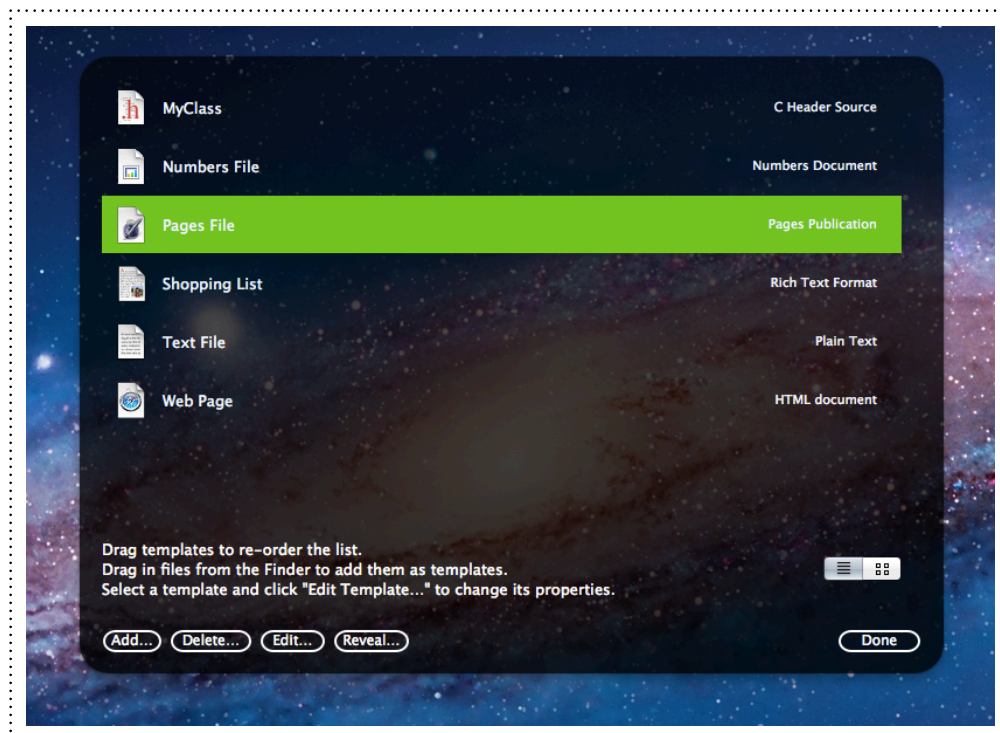 MyClass C Header Source
Numbers File Numbers Document
Pages File Pages Publication
Shopping List Rich Text Format
Text File Plain Text
Web Page HTML document
Drag templates to re-order the list.
Drag in files from the Finder to add them as templates.
Select a template and click "Edit Template..." to change its properties.
Add... Delete... Edit... Reveal... Done